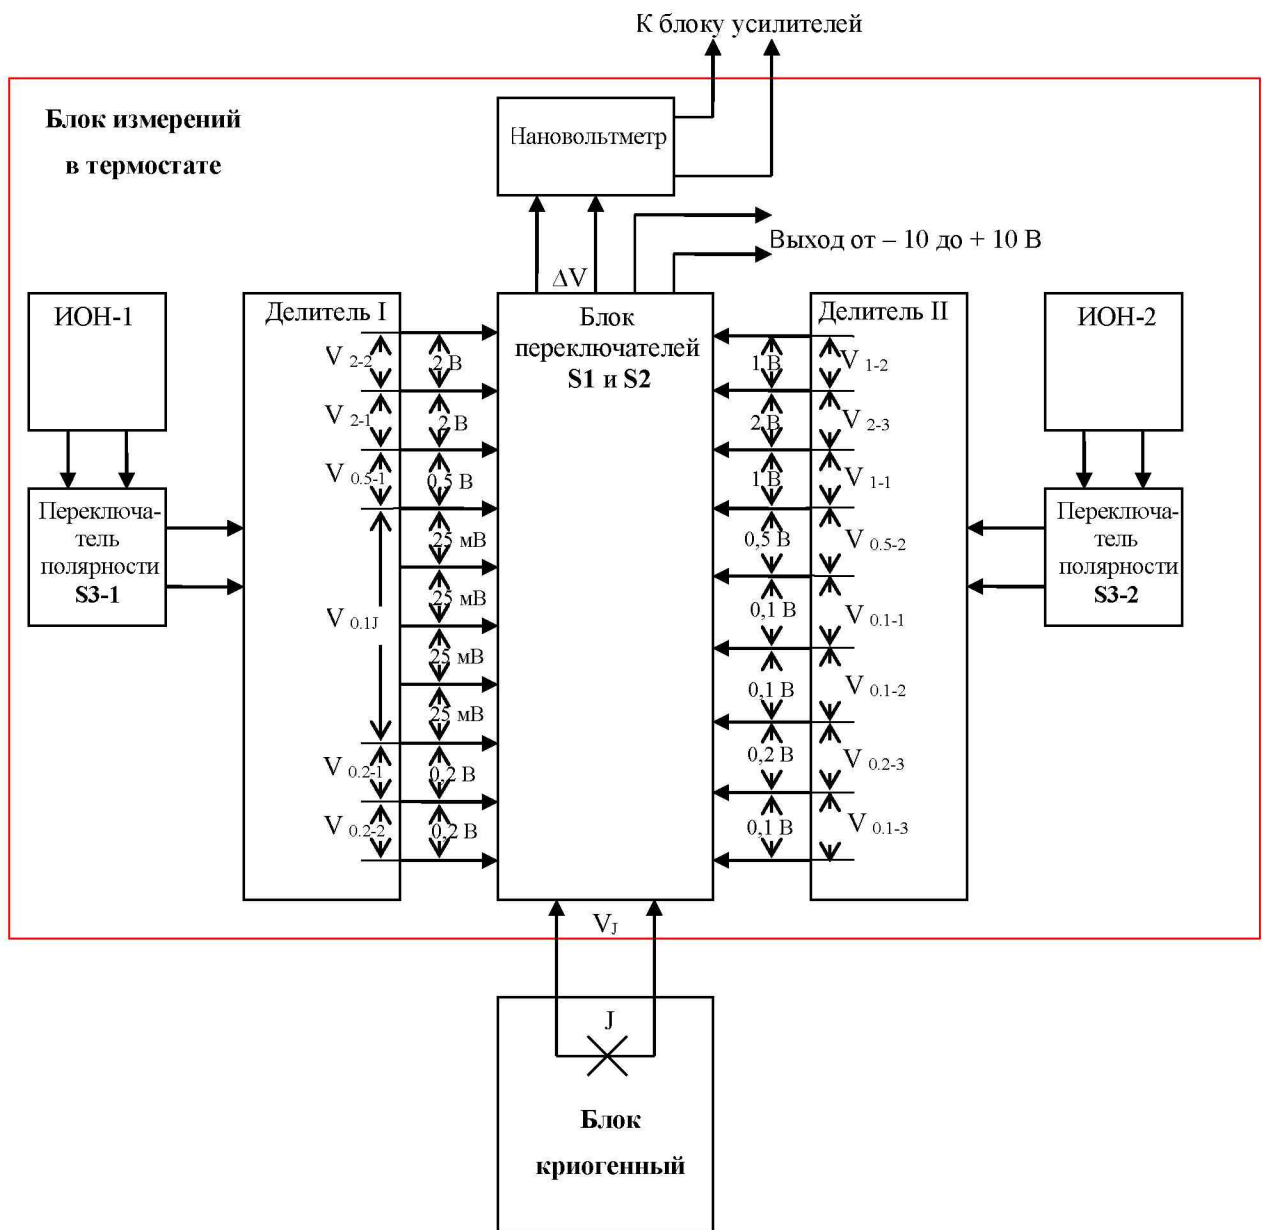 К блоку усилителей
Блок измерений
в термостате
Нановольтметр
Выход от – 10 до + 10 В
ΔV
ИОН-1
Делитель I
Блок
переключателей
S1 и S2
Делитель II
ИОН-2
V 2-2
2 В
V 2-1
2 В
V 0.5-1
0,5 В
25 мВ
25 мВ
V 0.1J
25 мВ
25 мВ
V 0.2-1
0,2 В
V 0.2-2
0,2 В
1 В
V 1-2
2 В
V 2-3
1 В
V 1-1
0,5 В
V 0.5-2
0,1 В
V 0.1-1
0,1 В
V 0.1-2
0,2 В
V 0.2-3
0,1 В
V 0.1-3
Переключа-
тель
полярности
S3-1
Переключа-
тель
полярности
S3-2
VJ
J
Блок
криогенный